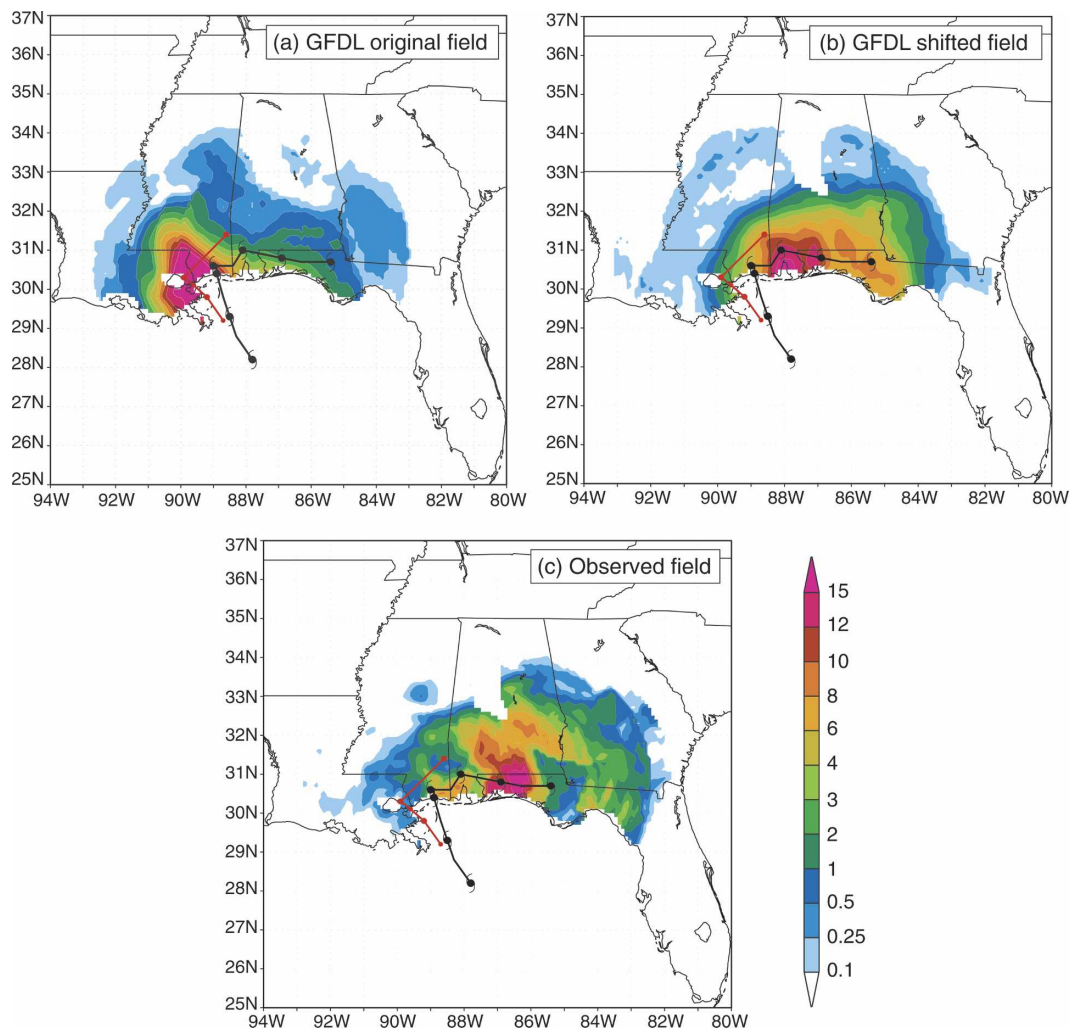 (a) GFDL original field
37N
36N
35N
34N
33N
32N
31N
30N
29N
28N
27N
26N
25N
94W 92W 90W 88W 86W 84W 82W 80W
(b) GFDL shifted field
37N
36N
35N
34N
33N
32N
31N
30N
29N
28N
27N
26N
25N
94W 92W 90W 88W 86W 84W 82W 80W
(c) Observed field
37N
36N
35N
34N
33N
32N
31N
30N
29N
28N
27N
26N
25N
94W 92W 90W 88W 86W 84W 82W 80W
15
12
10
8
6
4
3
2
1
0.5
0.25
0.1